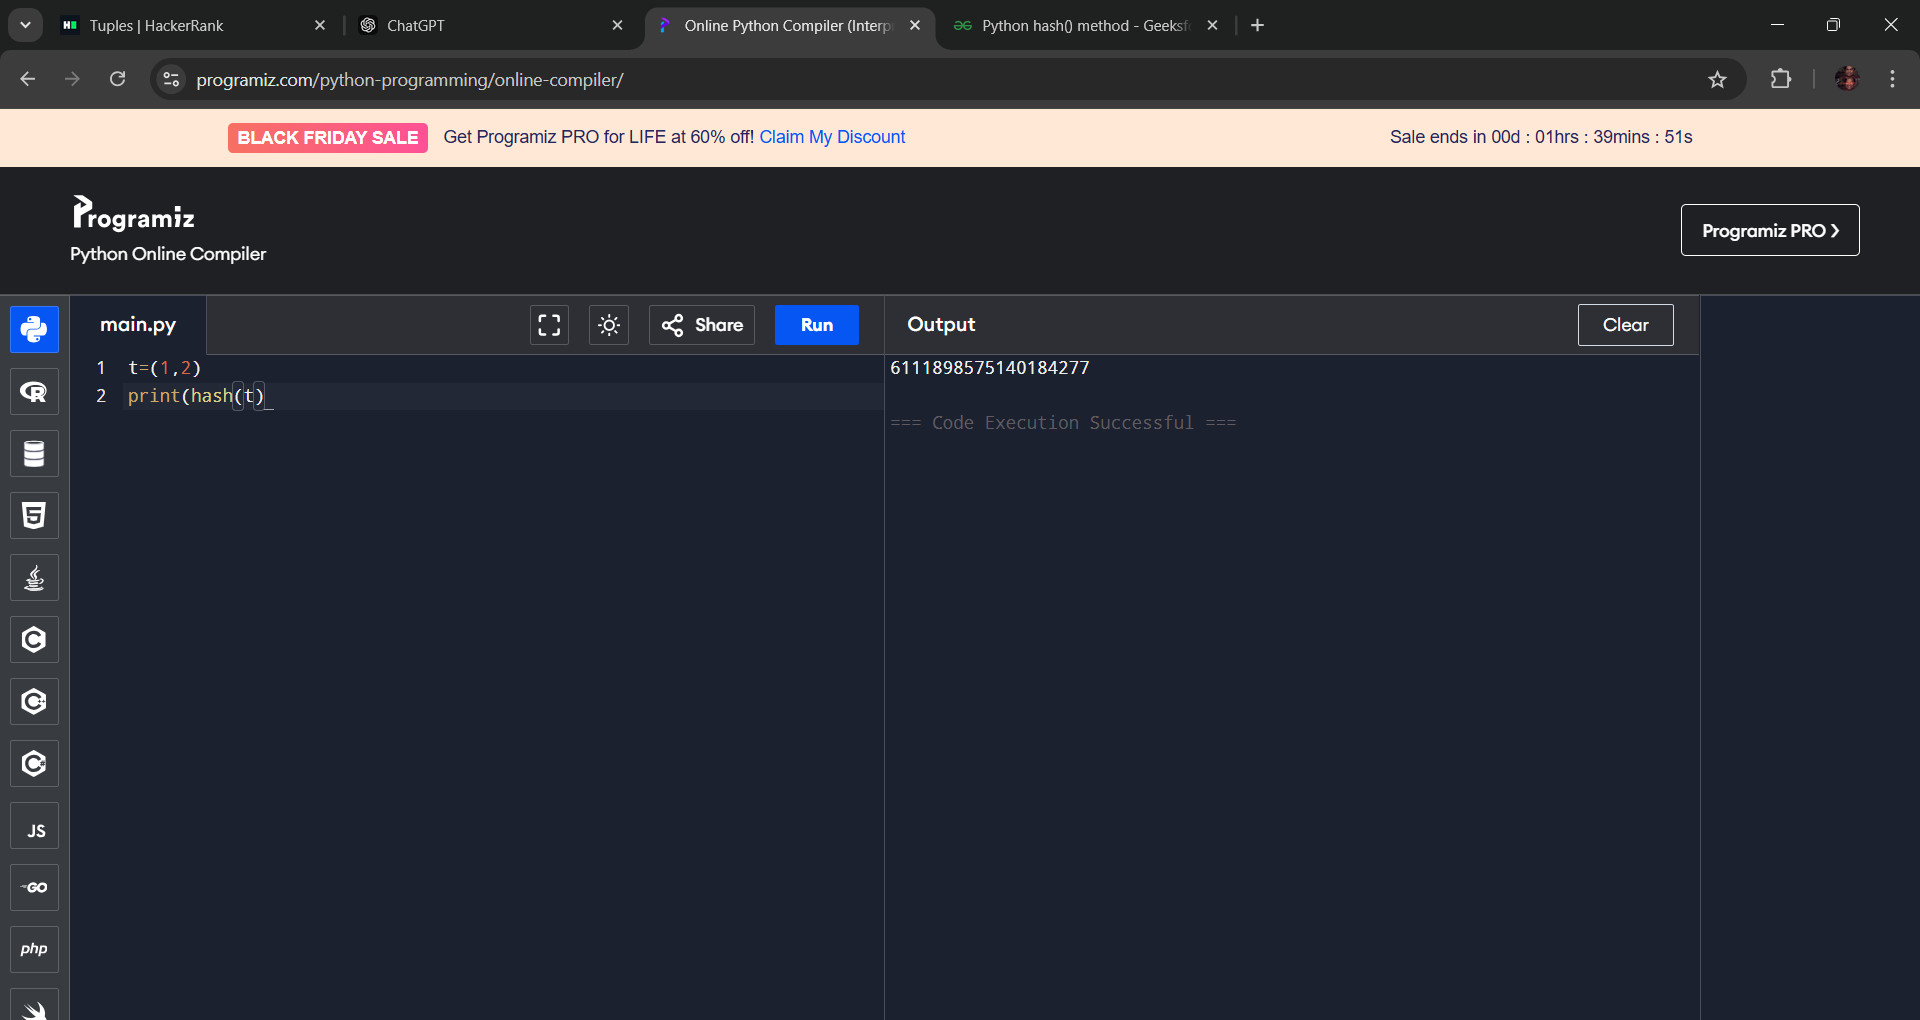 Tuples | HackerRank
ChatGPT
Online Python Compiler (Interp
Python hash() method - Geeksf
programiz.com/python-programming/online-compiler/
BLACK FRIDAY SALE Get Programiz PRO for LIFE at 60% off! Claim My Discount
Sale ends in 00d : 01hrs : 39mins : 51s
Programiz
Python Online Compiler
Programiz PRO
main.py
Share
Run
Output
Clear
1 t=(1,2)
2 print(hash(t)_
6111898575140184277
=== Code Execution Successful ===
R
5
C
C
C
JS
GO
php